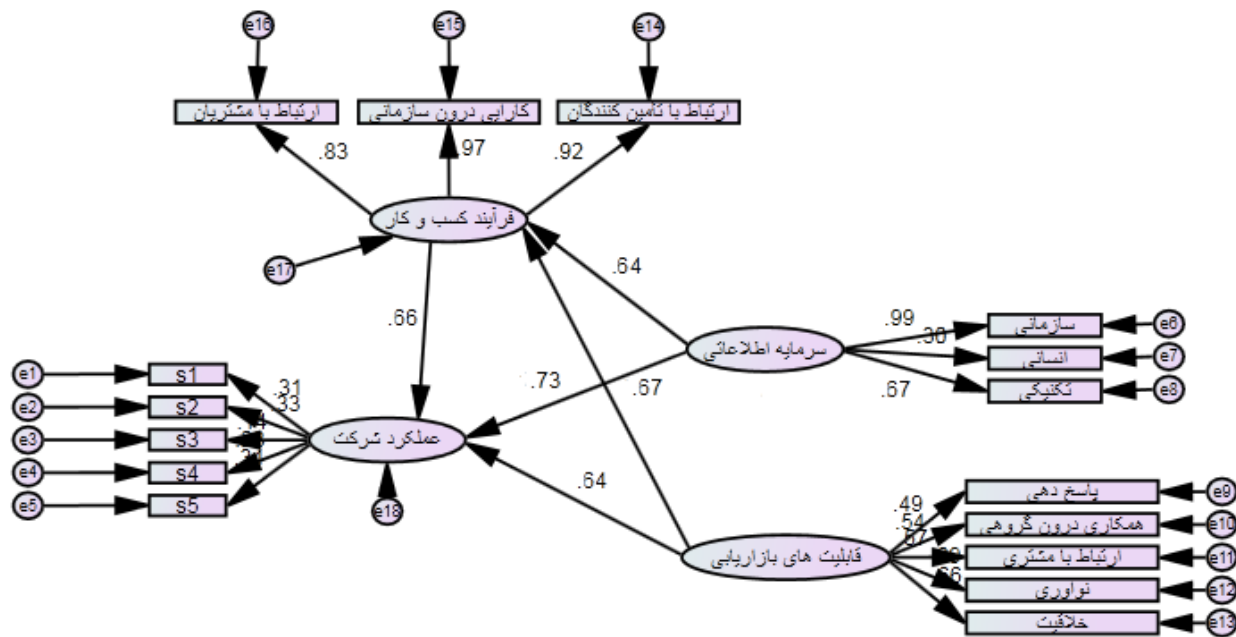 e16 e15 e14
ارتباط با مشتریان
کارایی درون سازمانی
ارتباط با تامین کنندگان
.83 .97 .92
فرآیند کسب و کار
e17
.64
.66
سرمایه اطلاعاتی
.99
.67
سازمانی
e6
انسانی
e7
تکنیکی
e8
.73 .67
e1 s1
e2 s2
e3 s3
e4 s4
e5 s5
.31
.33
عملکرد شرکت
e18
.64
قابلیت های بازاریابی
.49
.54
پاسخ دهی
e9
همکاری درون گروهی
e10
ارتباط با مشتری
e11
نواوری
e12
خلاقیت
e13